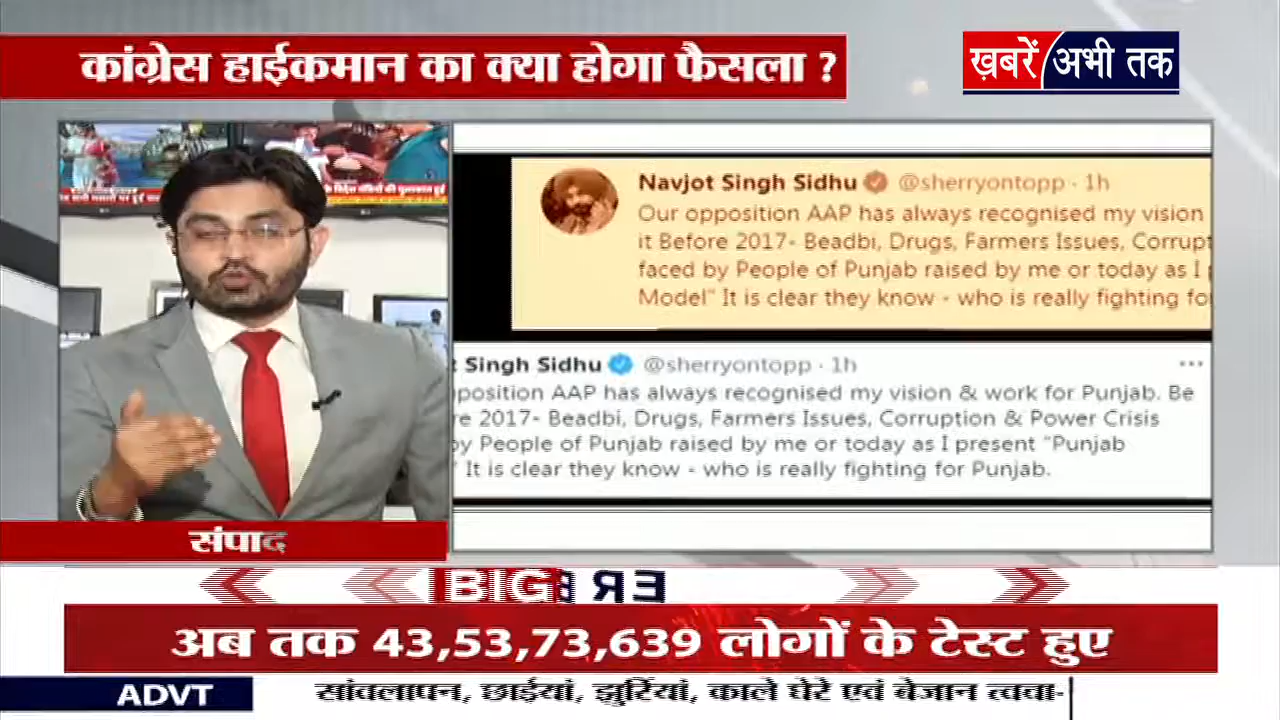 कांग्रेस हाईकमान का क्या होगा फैसला ?
ख़बरें अभी तक
Navjot Singh Sidhu @sherryontopp · 1h
Our opposition AAP has always recognised my vision
it Before 2017- Beadbi, Drugs, Farmers Issues,
faced by People of Punjab raised by me or today as I
Model" It is clear they know - who is really fighting
Singh Sidhu @sherryontopp · 1h
AAP has always recognised my vision & work for Punjab. Be
2017- Beadbi, Drugs, Farmers Issues, Corruption & Power Crisis
by People of Punjab raised by me or today as I present “Punjab
" It is clear they know - who is really fighting for Punjab.
संपाद
BIG
अब तक 43,53,73,639 लोगों के टेस्ट हुए
ADVT
सांवलापन, छाईयां, झुर्रियां, काले घेरे एवं बेजान त्वचा-